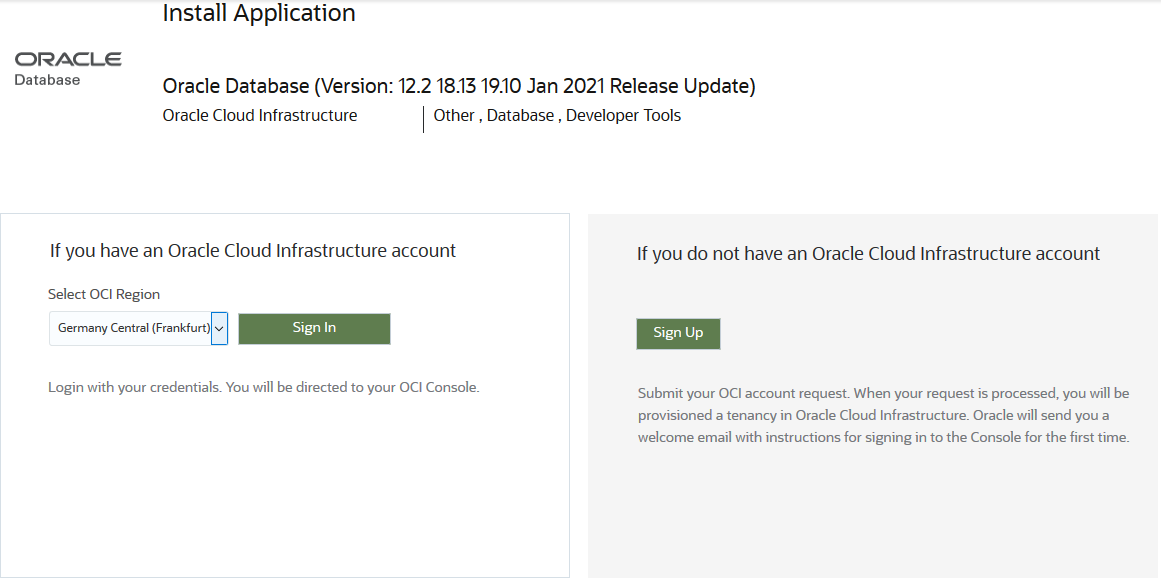 Install Application
ORACLE
Database
Oracle Database (Version: 12.2 18.13 19.10 Jan 2021 Release Update)
Oracle Cloud Infrastructure
Other , Database , Developer Tools
If you have an Oracle Cloud Infrastructure account
Select OCI Region
Germany Central (Frankfurt)
Sign In
Login with your credentials. You will be directed to your OCI Console.
If you do not have an Oracle Cloud Infrastructure account
Sign Up
Submit your OCI account request. When your request is processed, you will be
provisioned a tenancy in Oracle Cloud Infrastructure. Oracle will send you a
welcome email with instructions for signing in to the Console for the first time.